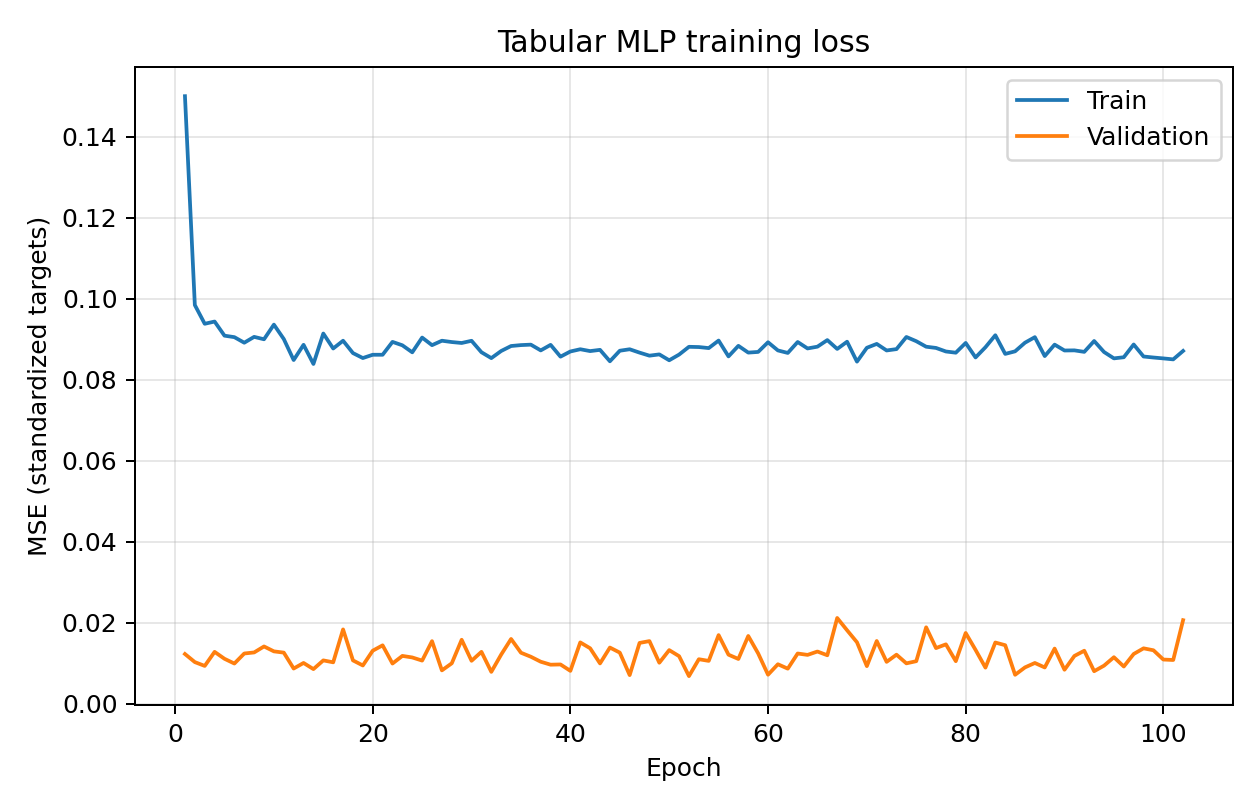 Tabular MLP training loss
Train
Validation
MSE (standardized targets)
0.14
0.12
0.10
0.08
0.06
0.04
0.02
0.00
0 20 40 60 80 100
Epoch